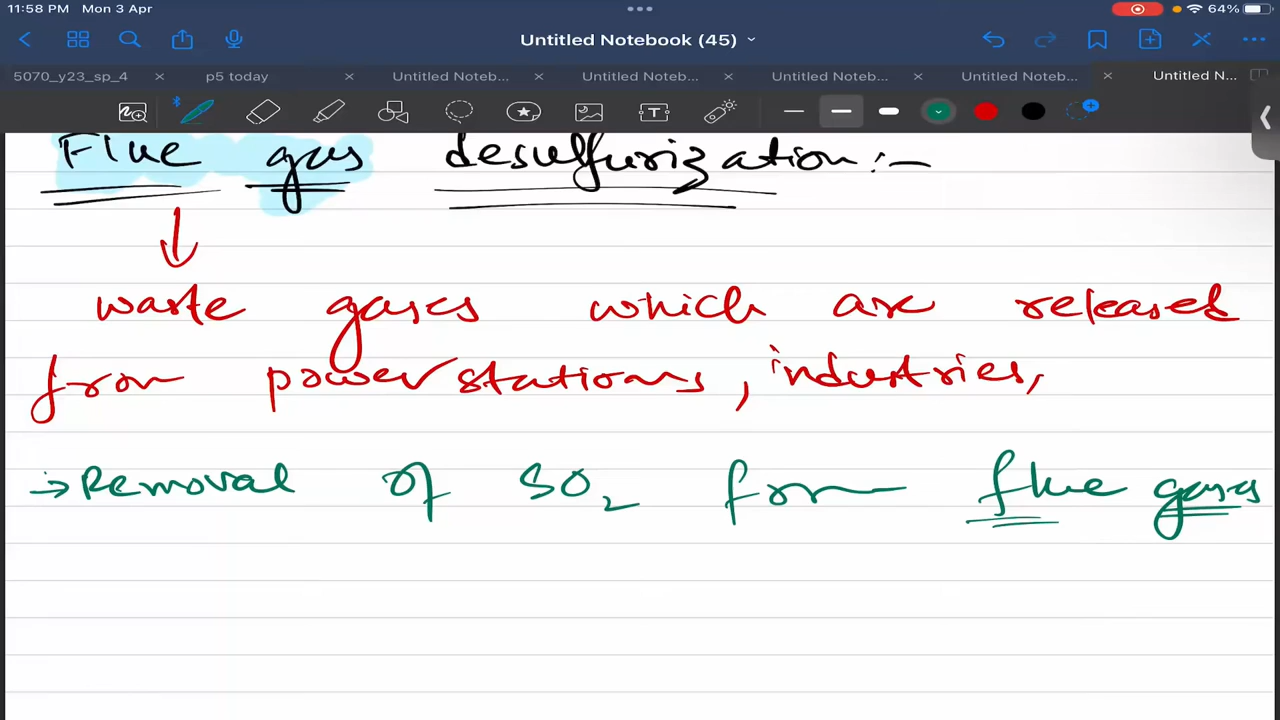 11:58 PM Mon 3 Apr
64%
Untitled Notebook (45)
5070_y23_sp_4
p5 today
Untitled Noteb...
Untitled Noteb...
Untitled Noteb...
Untitled Noteb...
Untitled N...
Flue gas desulfurization:-
waste gases which are released
from power stations, industries,
→ Removal of SO₂ from flue gases